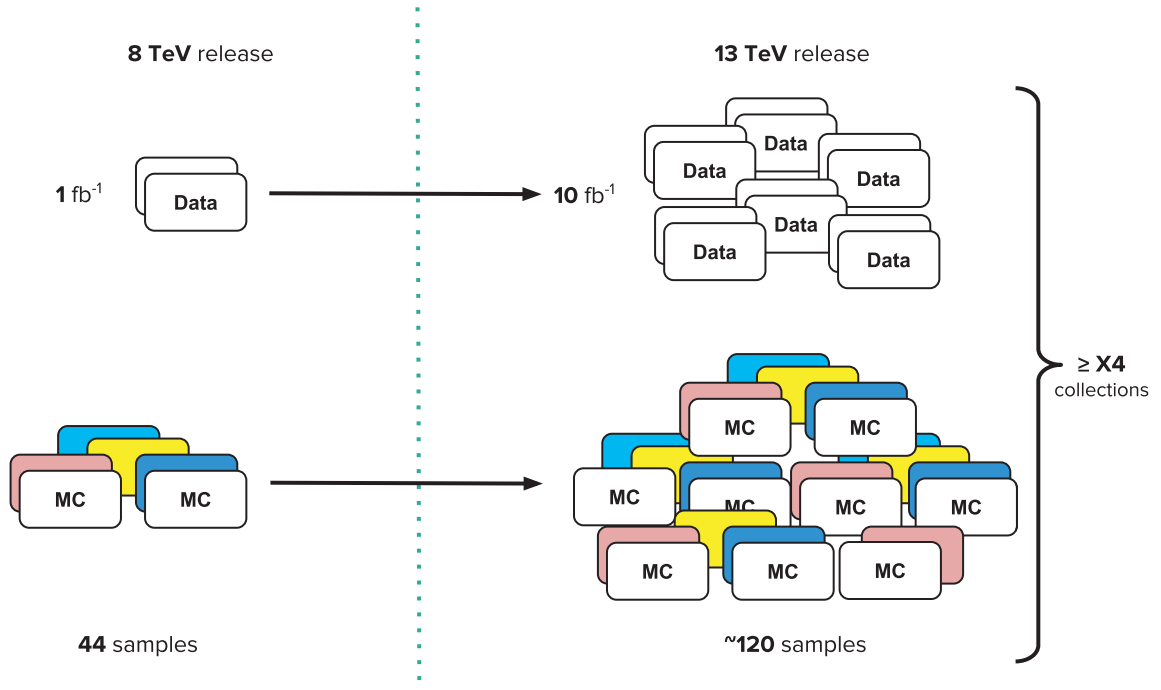 8 TeV release
13 TeV release
1 fb⁻¹
Data
10 fb⁻¹
Data
Data
Data
Data
Data
Data
≥ X4
collections
MC
MC
MC
MC
MC
MC
MC
MC
MC
MC
MC
44 samples
~120 samples